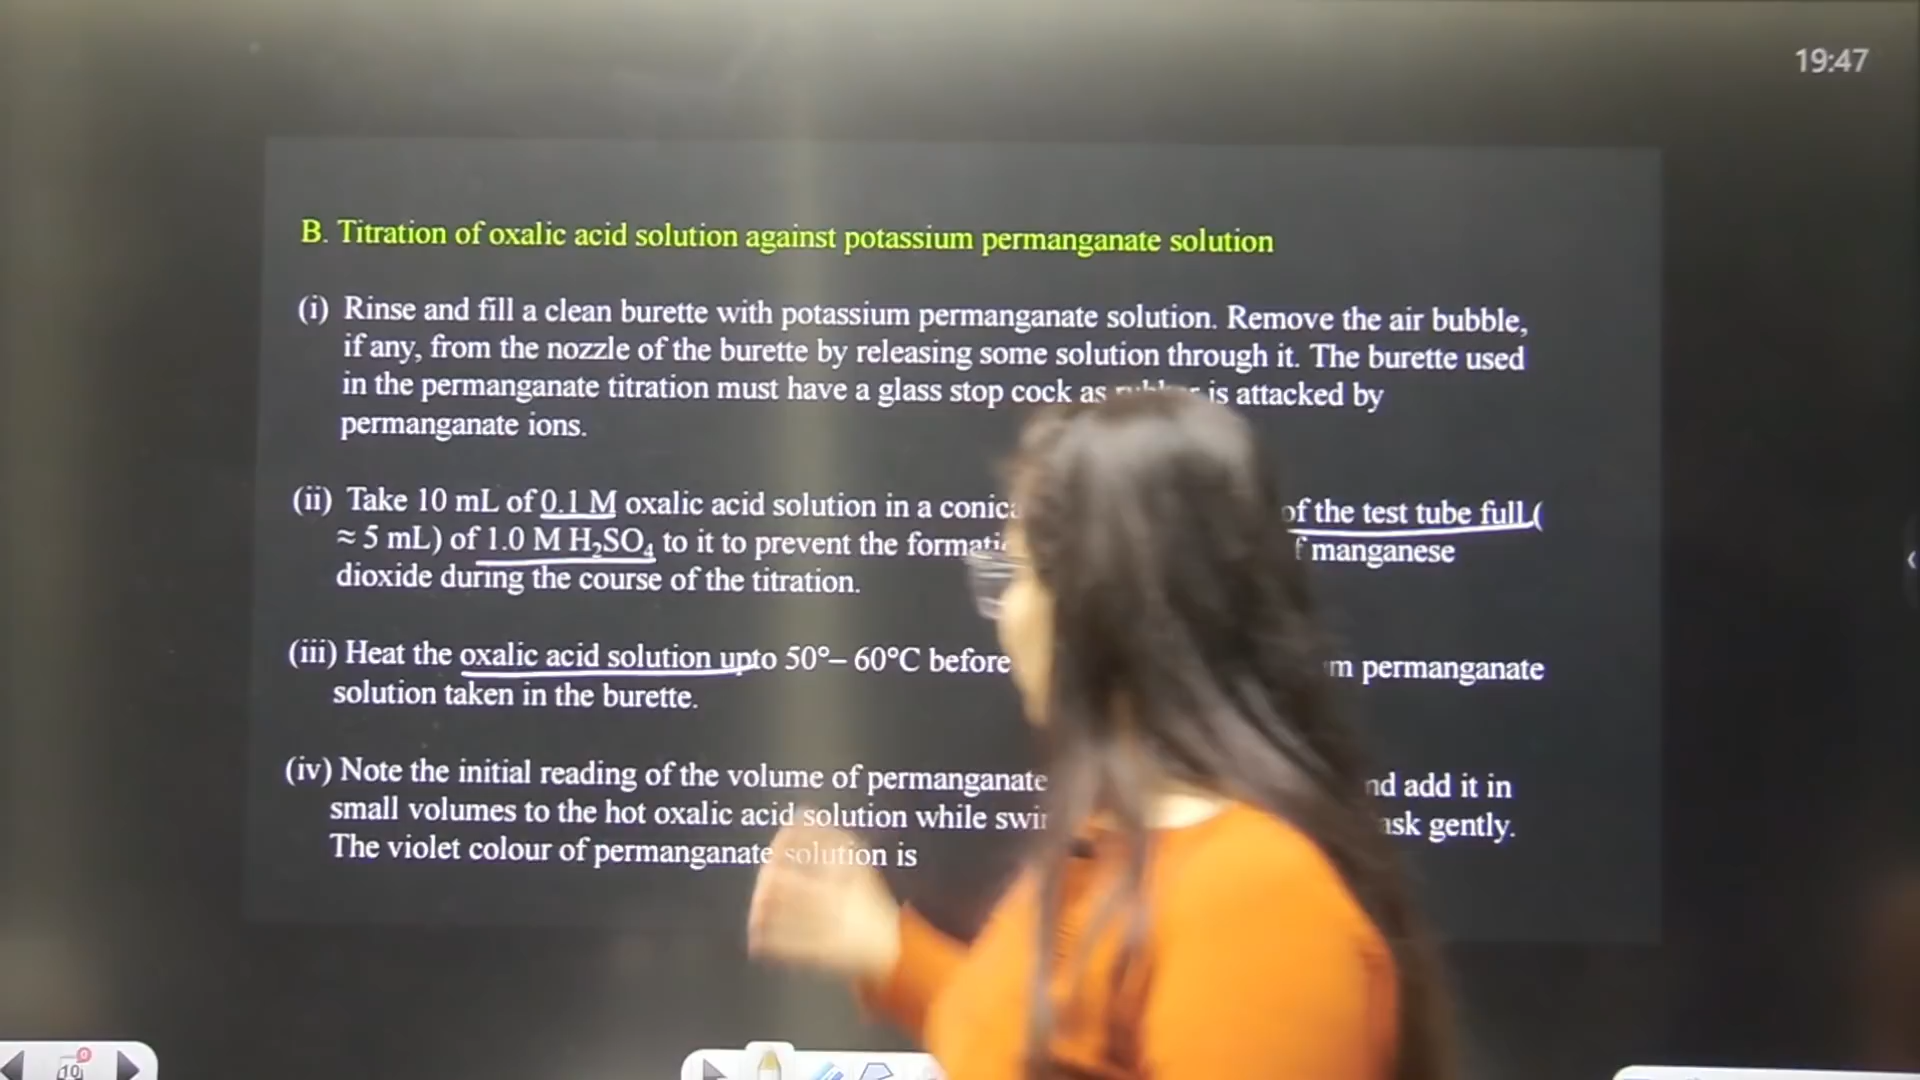 19:47
B. Titration of oxalic acid solution against potassium permanganate solution
(i) Rinse and fill a clean burette with potassium permanganate solution. Remove the air bubble,
if any, from the nozzle of the burette by releasing some solution through it. The burette used
in the permanganate titration must have a glass stop cock as is attacked by
permanganate ions.
(ii) Take 10 mL of 0.1 M oxalic acid solution in a of the test tube full (
≈ 5 mL) of 1.0 M H₂SO₄ to it to prevent the manganese
dioxide during the course of the titration.
(iii) Heat the oxalic acid solution upto 50°– 60°C before permanganate
solution taken in the burette.
(iv) Note the initial reading of the volume of permanganate add it in
small volumes to the hot oxalic acid solution while gently.
The violet colour of permanganate solution is
10
0